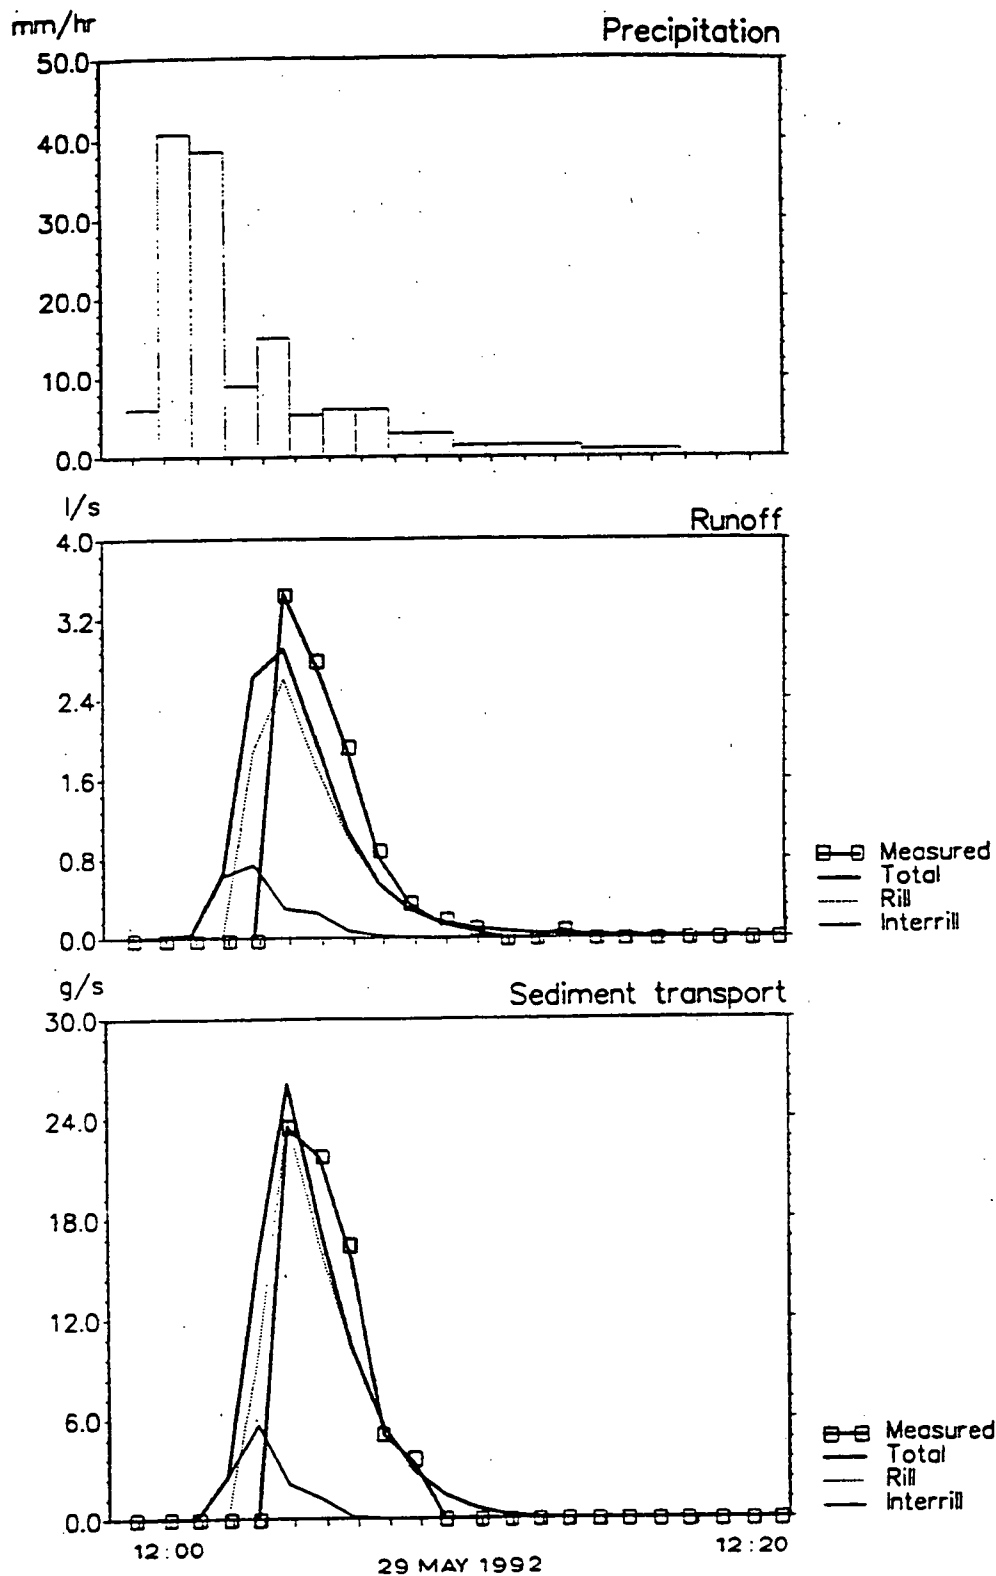 mm/hr
Precipitation
50.0
40.0
30.0
20.0
10.0
0.0
l/s
Runoff
4.0
3.2
2.4
1.6
0.8
0.0
Measured
Total
Rill
Interrill
g/s
Sediment transport
30.0
24.0
18.0
12.0
6.0
0.0
Measured
Total
Rill
Interrill
12:00
29 MAY 1992
12:20